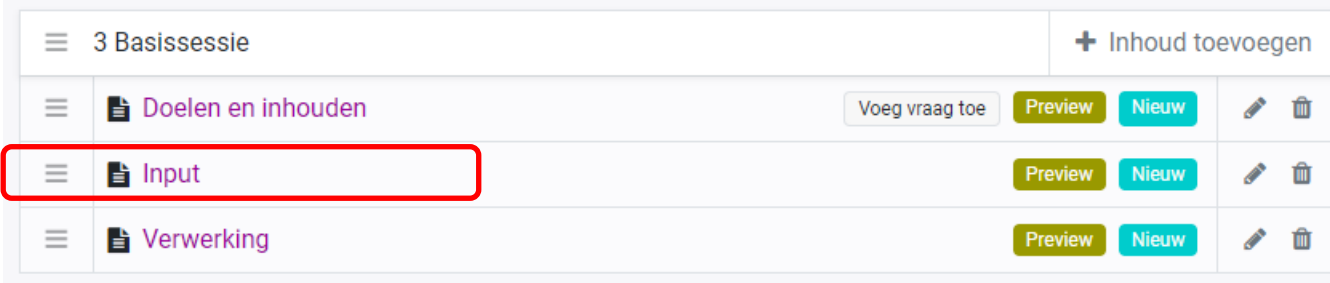 3 Basissessie + Inhoud toevoegen
Doelen en inhouden Voeg vraag toe Preview Nieuw
Input Preview Nieuw
Verwerking Preview Nieuw